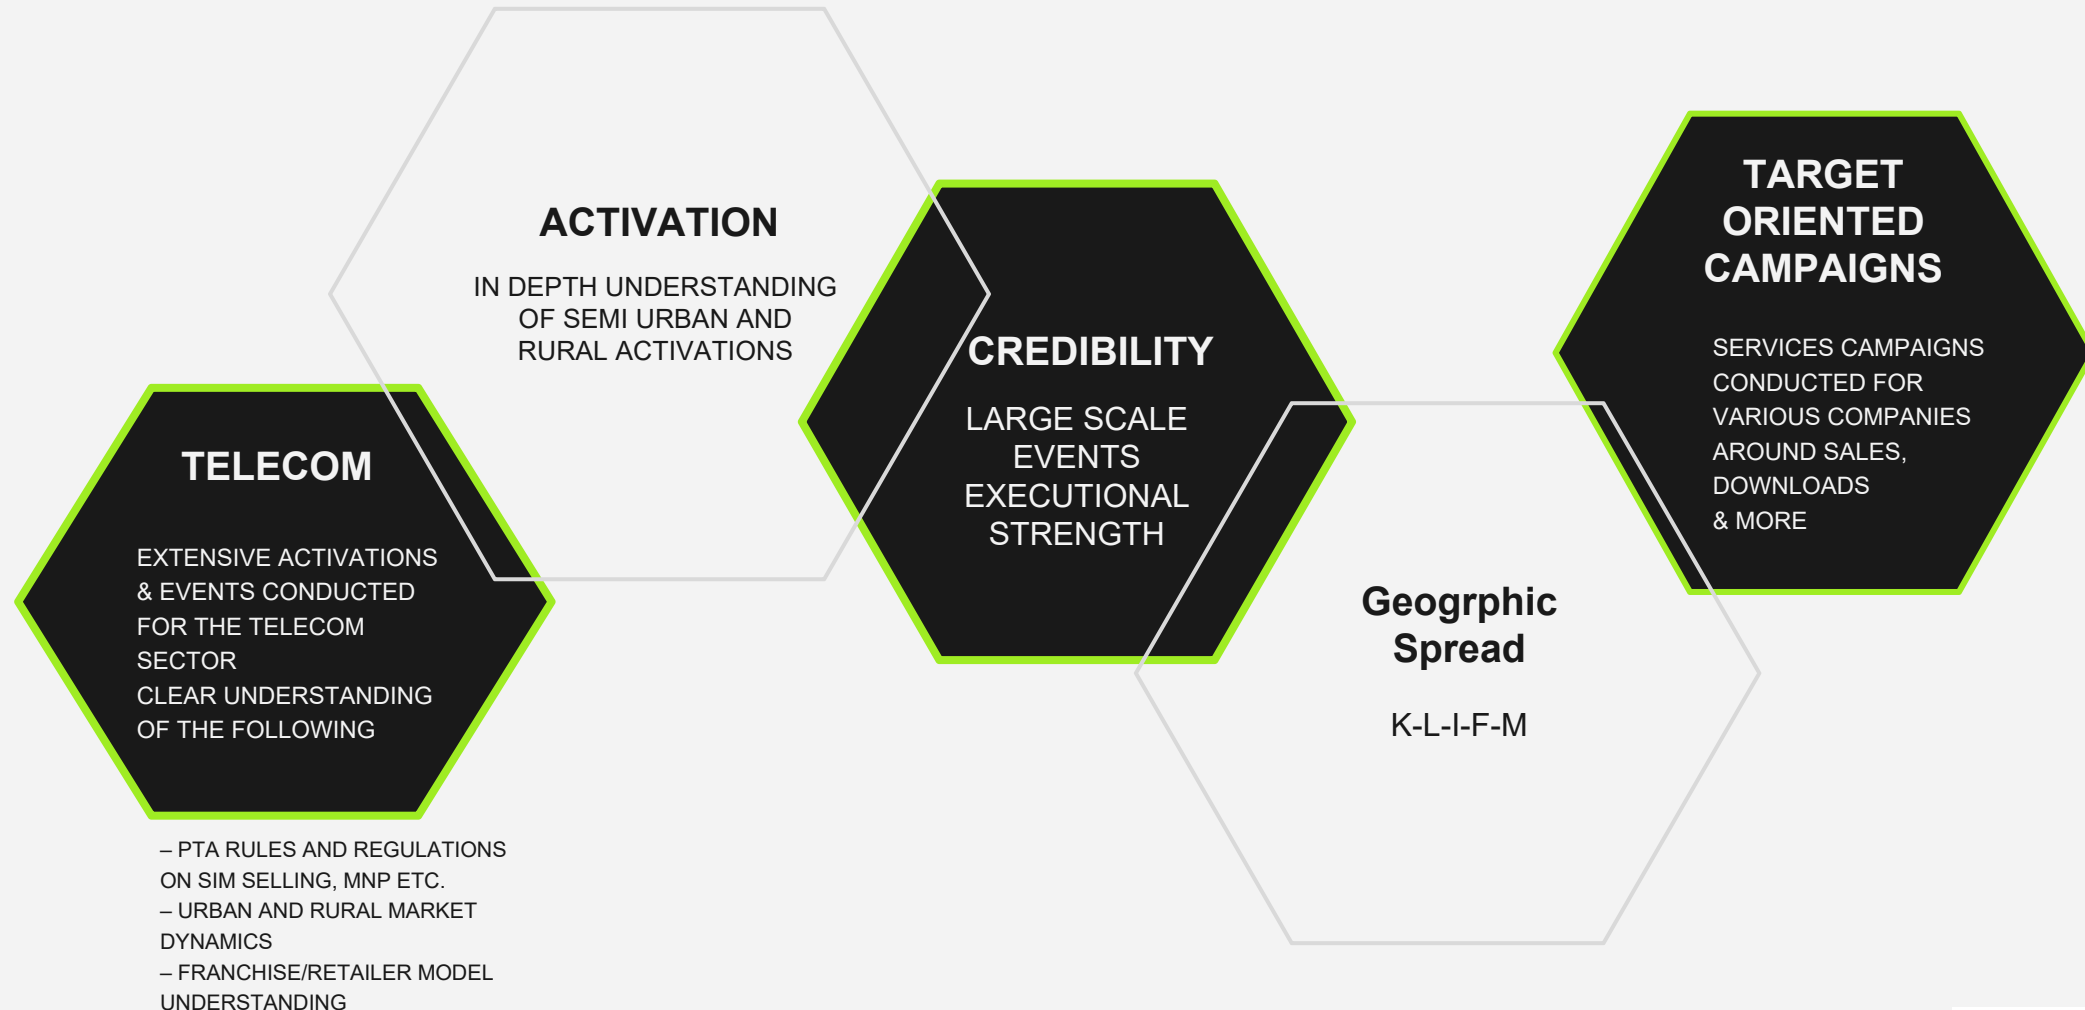 TELECOM
EXTENSIVE ACTIVATIONS
& EVENTS CONDUCTED
FOR THE TELECOM
SECTOR
CLEAR UNDERSTANDING
OF THE FOLLOWING
– PTA RULES AND REGULATIONS
ON SIM SELLING, MNP ETC.
– URBAN AND RURAL MARKET
DYNAMICS
– FRANCHISE/RETAILER MODEL
UNDERSTANDING
ACTIVATION
IN DEPTH UNDERSTANDING
OF SEMI URBAN AND
RURAL ACTIVATIONS
CREDIBILITY
LARGE SCALE
EVENTS
EXECUTIONAL
STRENGTH
Geogrphic
Spread
K-L-I-F-M
TARGET
ORIENTED
CAMPAIGNS
SERVICES CAMPAIGNS
CONDUCTED FOR
VARIOUS COMPANIES
AROUND SALES,
DOWNLOADS
& MORE